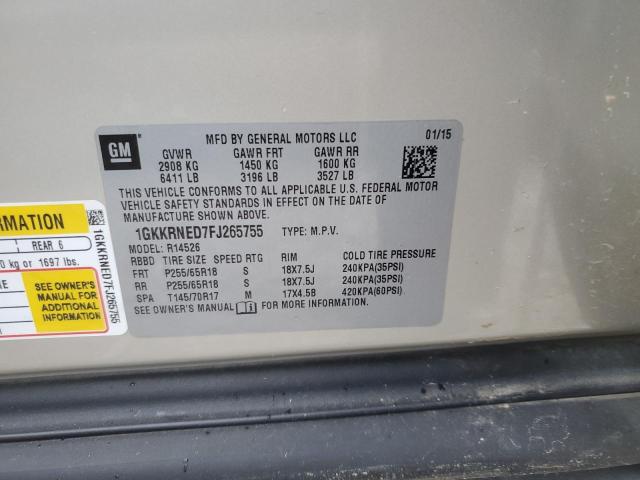 GM
MFD BY GENERAL MOTORS LLC 01/15
GVWR GAWR FRT GAWR RR
2908 KG 1450 KG 1600 KG
6411 LB 3196 LB 3527 LB
THIS VEHICLE CONFORMS TO ALL APPLICABLE U.S. FEDERAL MOTOR
VEHICLE SAFETY STANDARDS IN EFFECT ON THE DATE OF
MANUFACTURE SHOWN ABOVE.
1GKKRNED7FJ265755 TYPE: M.P.V.
MODEL: R14526
RBBD TIRE SIZE SPEED RTG RIM COLD TIRE PRESSURE
FRT P255/65R18 S 18X7.5J 240KPA(35PSI)
RR P255/65R18 S 18X7.5J 240KPA(35PSI)
SPA T145/70R17 M 17X4.5B 420KPA(60PSI)
SEE OWNER'S MANUAL FOR MORE INFORMATION.
ORMATION
1 REAR 6
0 kg or 1697 lbs.
SEE OWNER'S
MANUAL FOR
ADDITIONAL
INFORMATION
1GKKRNED7FJ265755